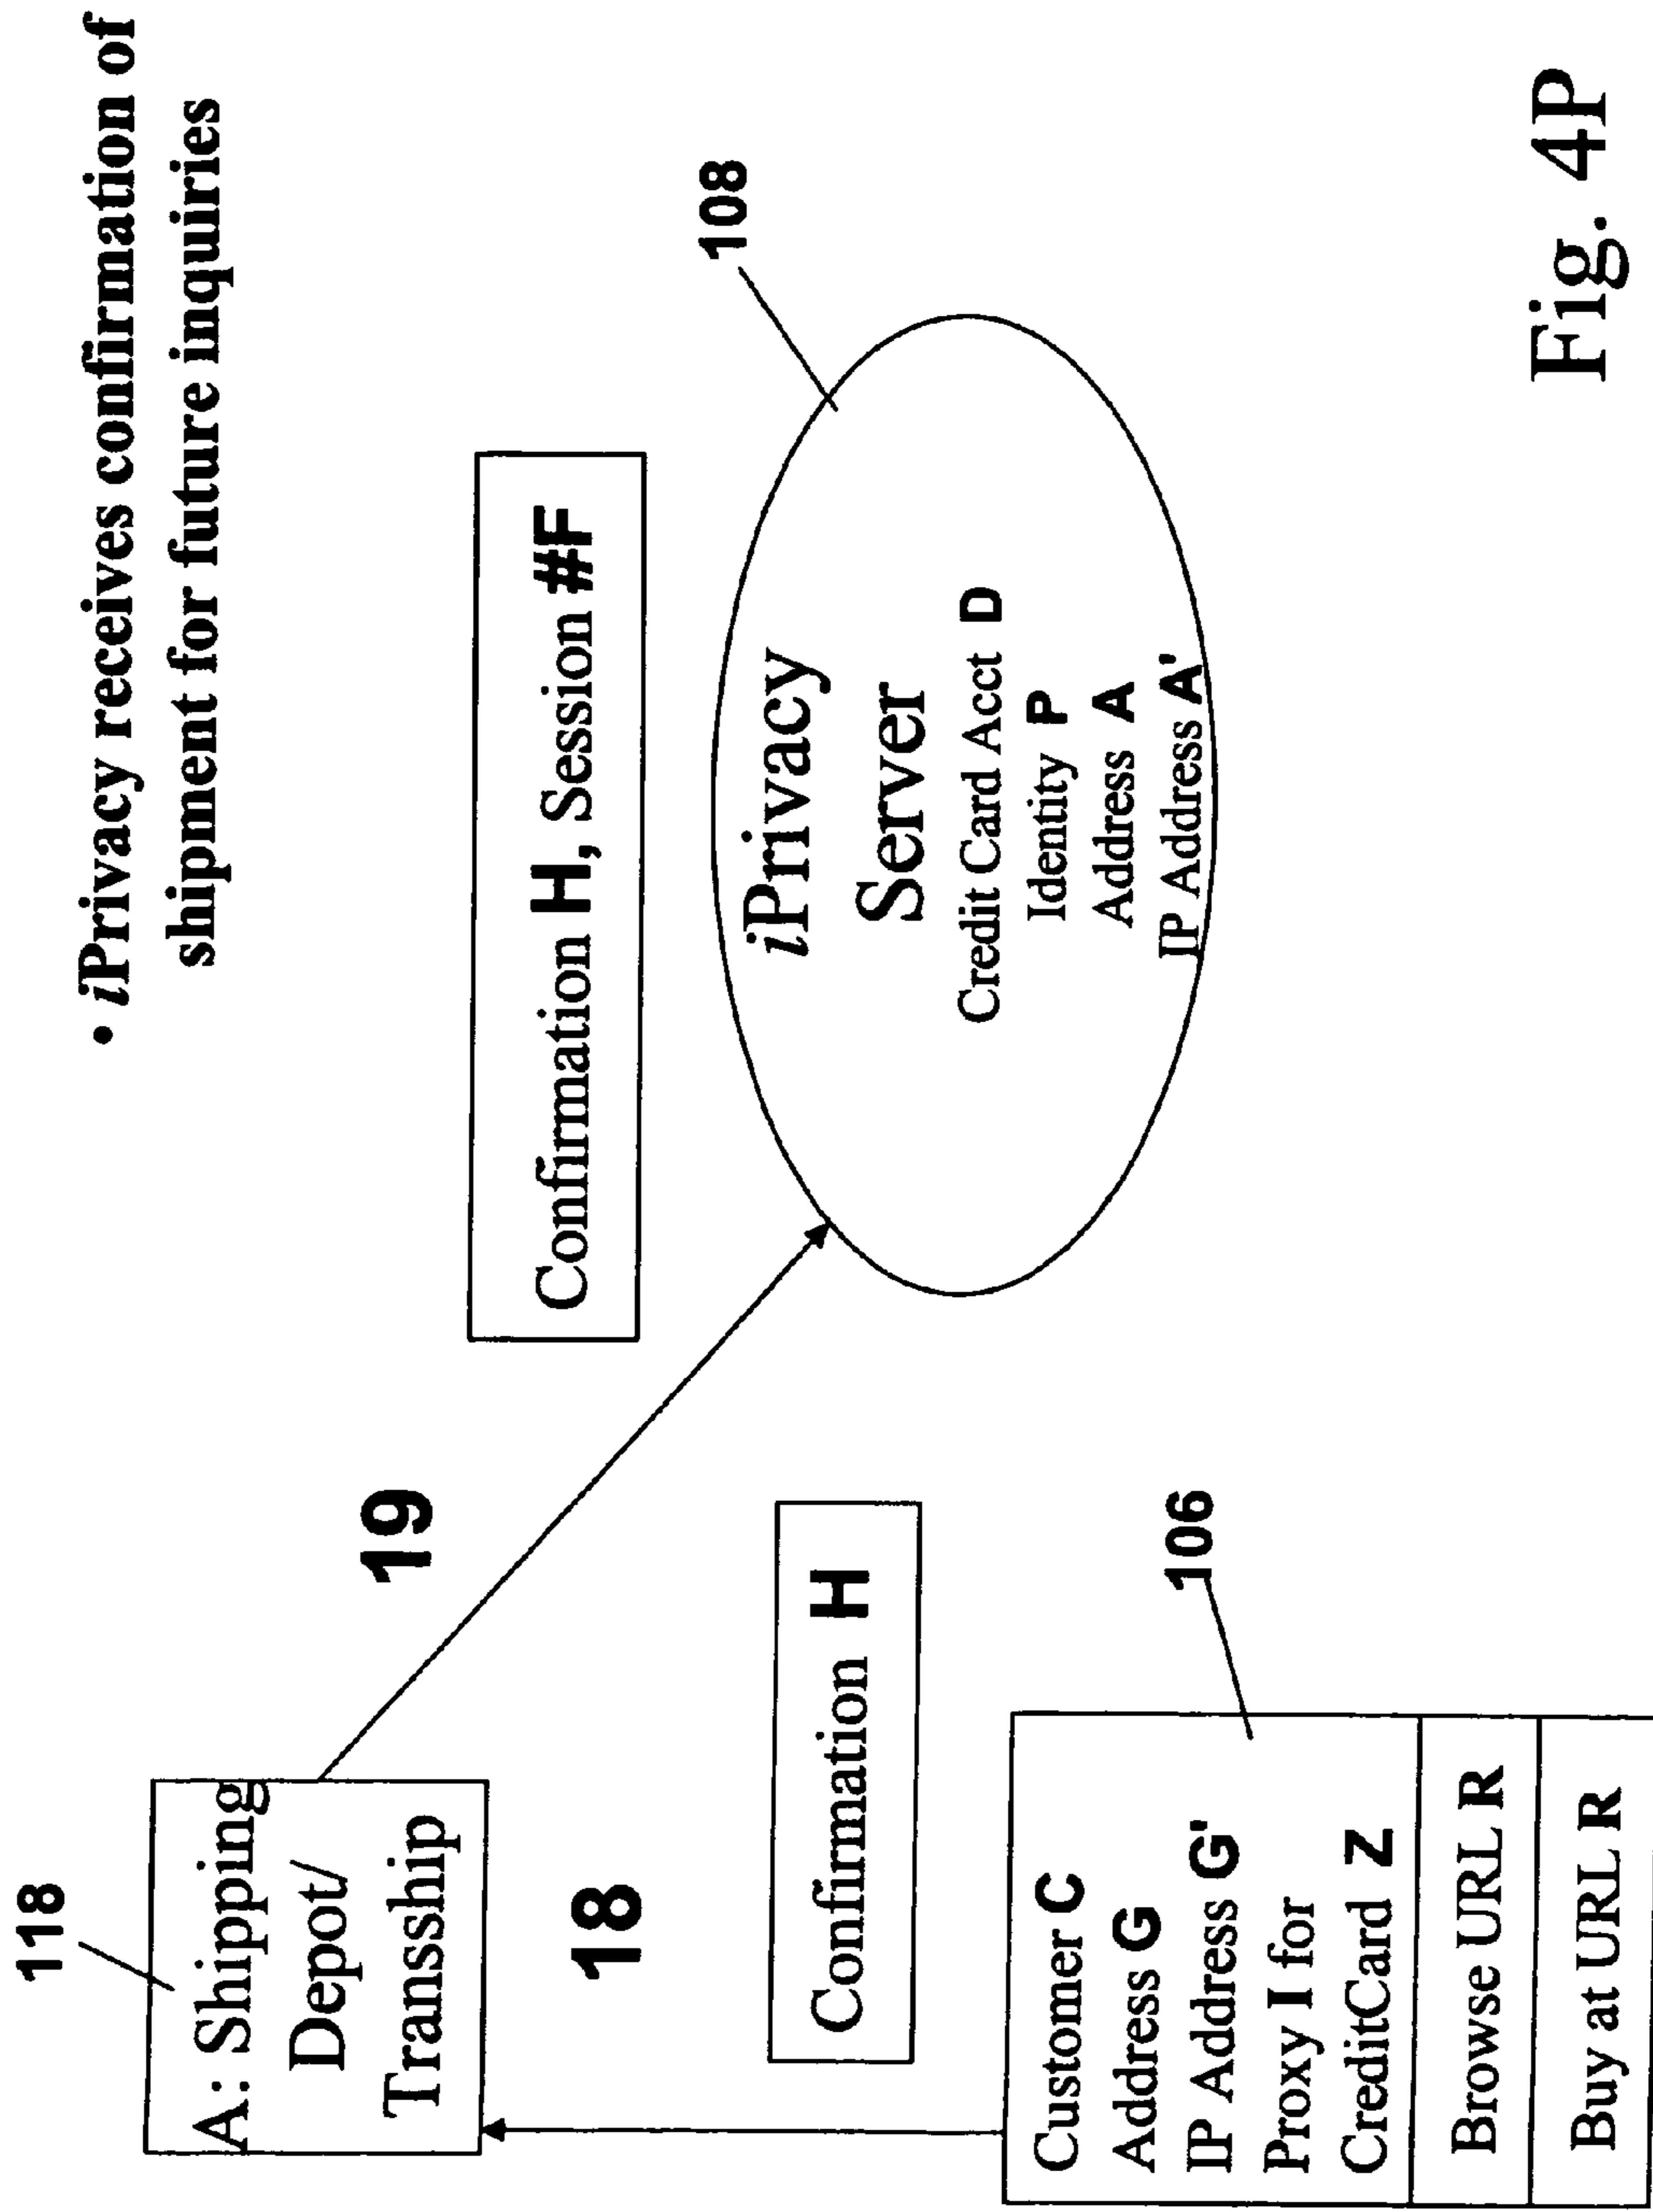 • iPrivacy receives confirmation of
shipment for future inquiries
118
A: Shipping
Depot/
Transship
19
Confirmation H, Session #F
18
Confirmation H
108
iPrivacy
Server
Credit Card Acct D
Identity P
Address A
IP Address A'
106
Customer C
Address G
IP Address G'
Proxy I for
CreditCard Z
Browse URL R
Buy at URL R
Fig. 4P